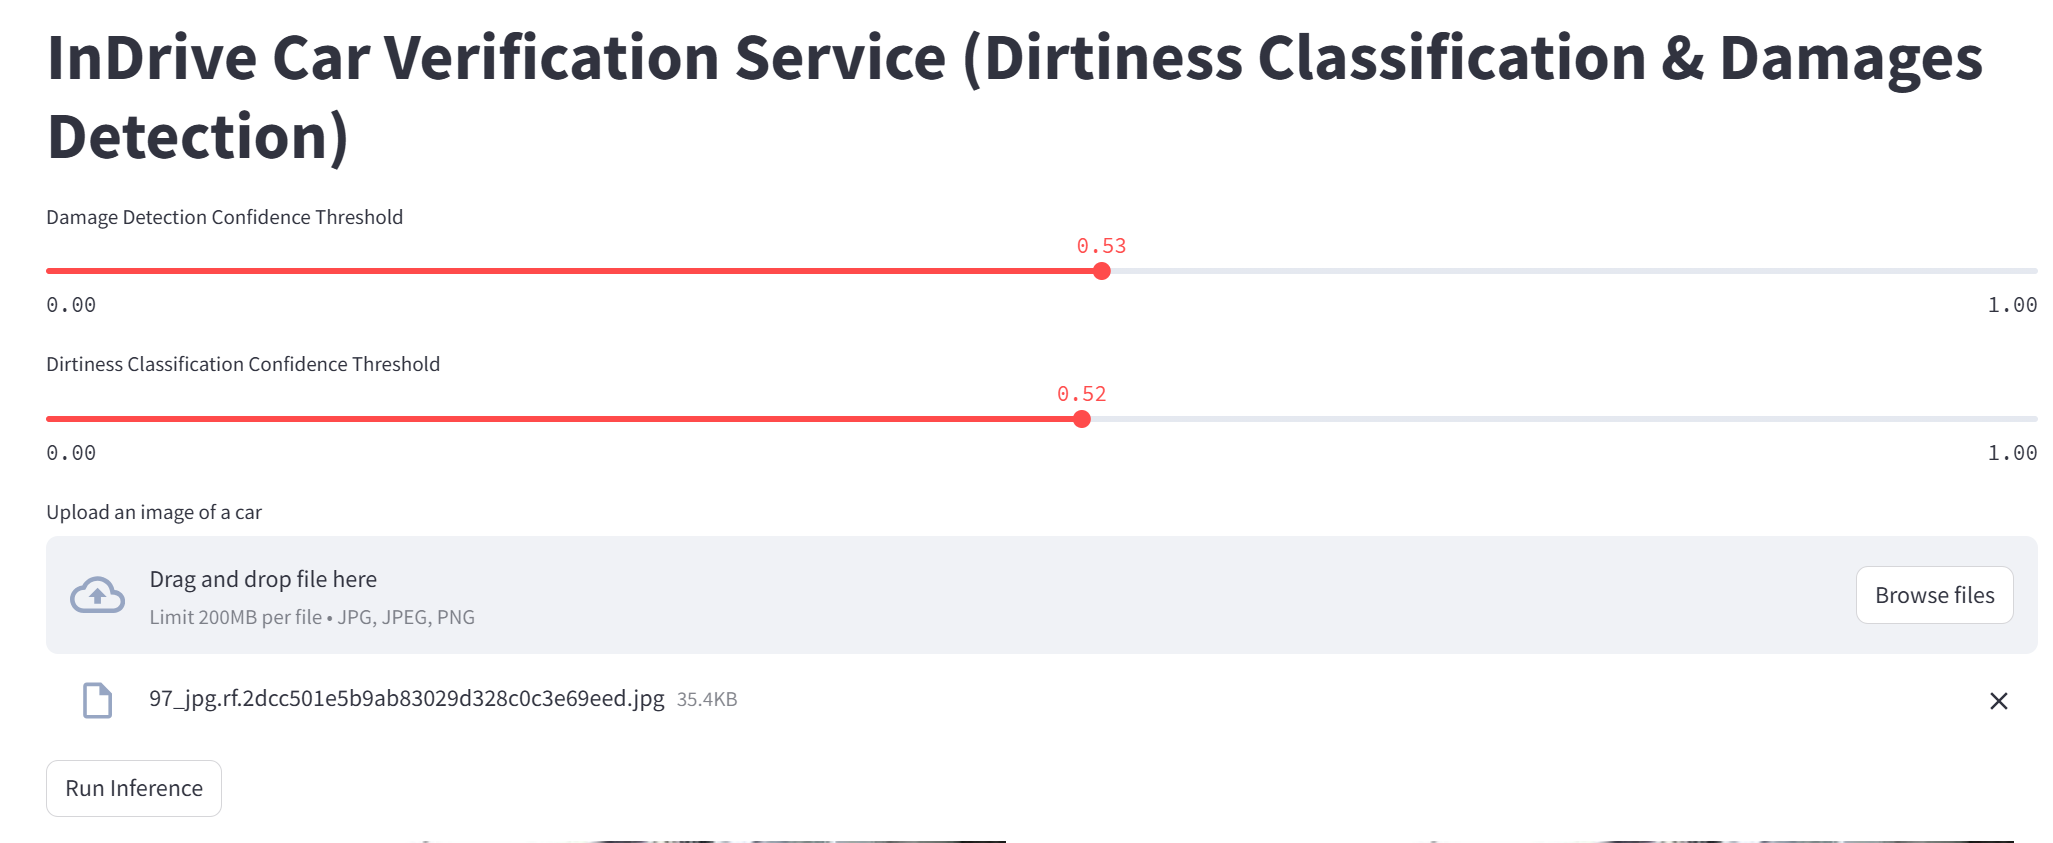 InDrive Car Verification Service (Dirtiness Classification & Damages
Detection)
Damage Detection Confidence Threshold
0.53
0.00 1.00
Dirtiness Classification Confidence Threshold
0.52
0.00 1.00
Upload an image of a car
Drag and drop file here
Limit 200MB per file • JPG, JPEG, PNG
Browse files
97_jpg.rf.2dcc501e5b9ab83029d328c0c3e69eed.jpg 35.4KB
Run Inference